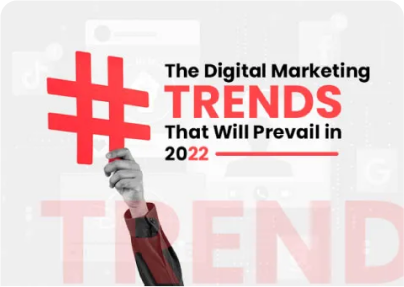 The Digital Marketing
TRENDS
That Will Prevail in
2022
TREND